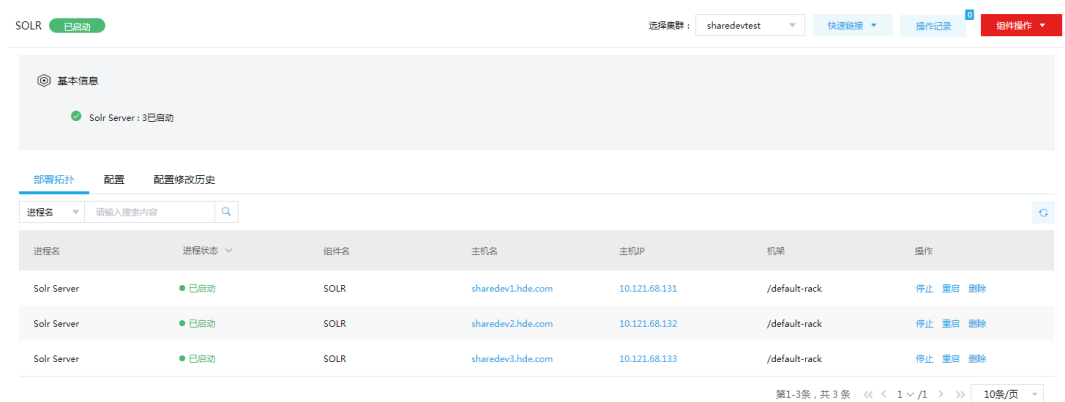 SOLR 已启动 选择集群： sharedevtest 快速链接 操作记录 0 组件操作
基本信息
Solr Server : 3已启动
部署拓扑 配置 配置修改历史
进程名 请输入搜索内容
进程名 进程状态 组件名 主机名 主机IP 机架 操作
Solr Server 已启动 SOLR sharedev1.hde.com 10.121.68.131 /default-rack 停止 重启 删除
Solr Server 已启动 SOLR sharedev2.hde.com 10.121.68.132 /default-rack 停止 重启 删除
Solr Server 已启动 SOLR sharedev3.hde.com 10.121.68.133 /default-rack 停止 重启 删除
第1-3条，共 3 条 << < 1 /1 > >> 10条/页